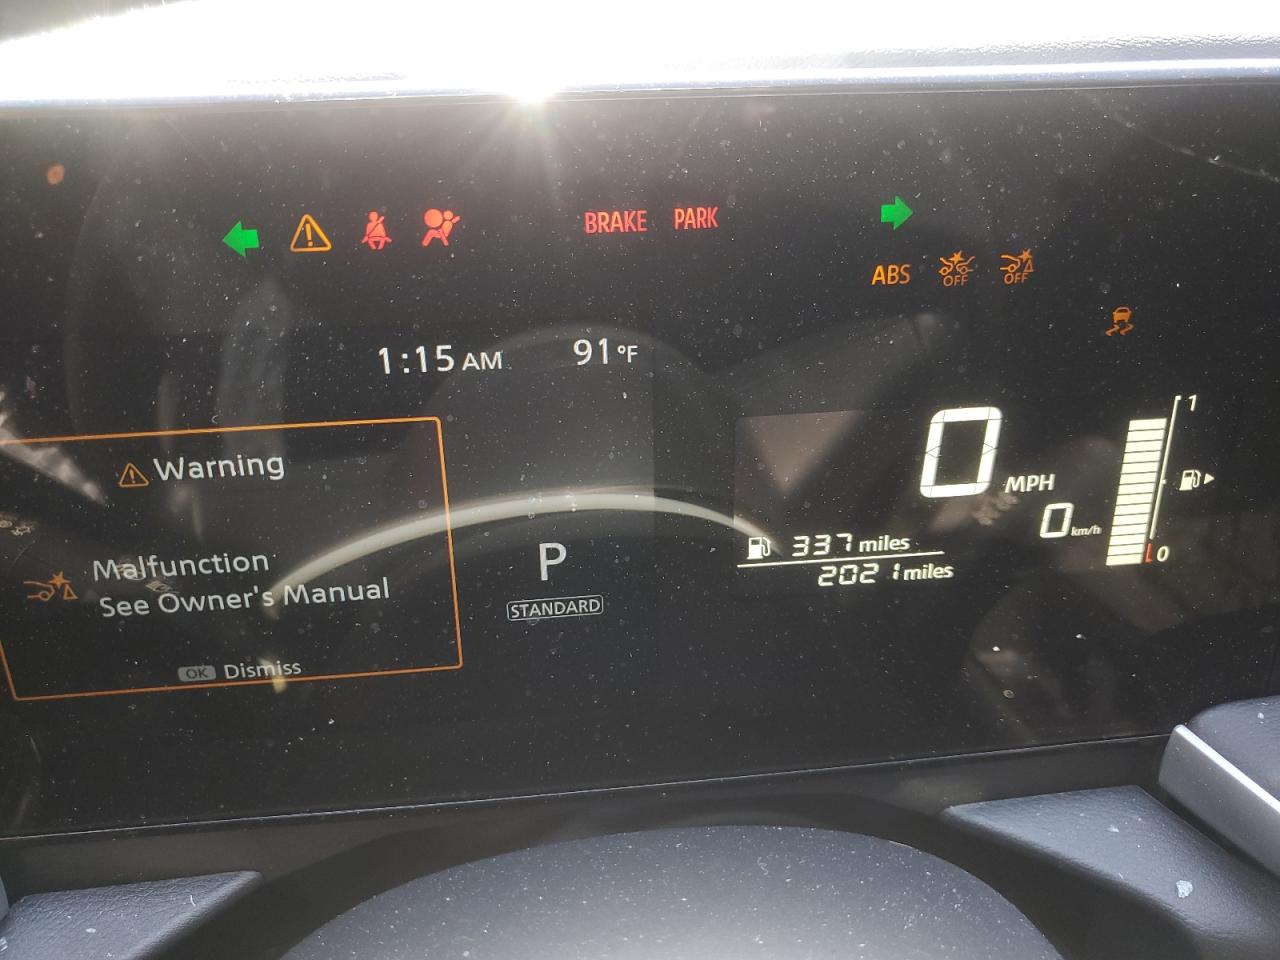 BRAKE PARK
ABS OFF OFF
1:15 AM 91°F
Warning
Malfunction
See Owner's Manual
OK Dismiss
P
STANDARD
0 MPH
0 km/h
337 miles
2021 miles
1
0